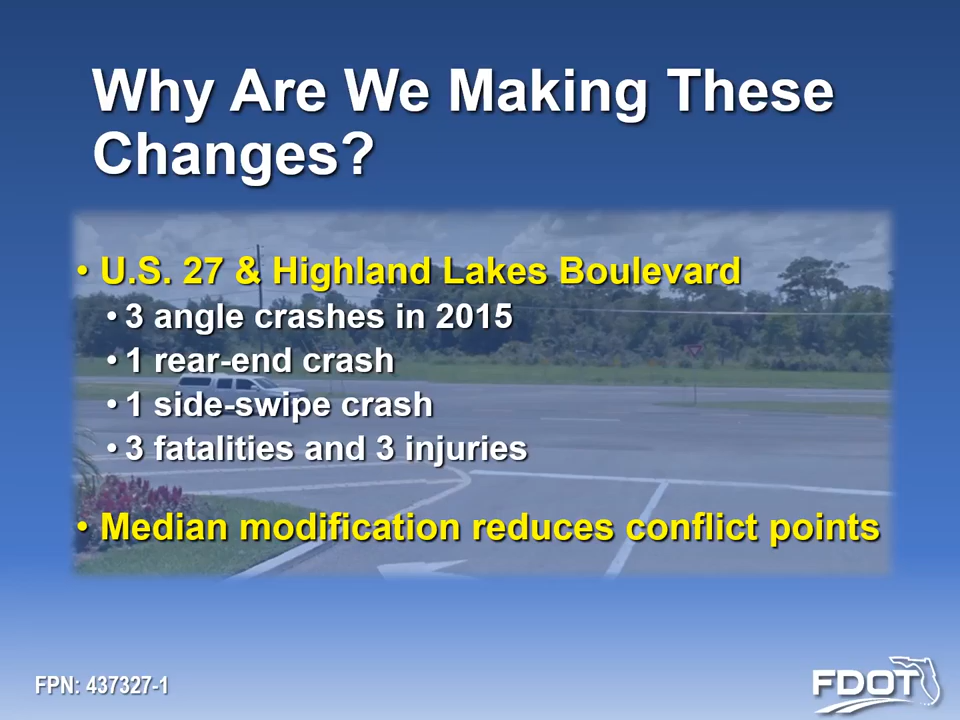 Why Are We Making These
Changes?
• U.S. 27 & Highland Lakes Boulevard
• 3 angle crashes in 2015
• 1 rear-end crash
• 1 side-swipe crash
• 3 fatalities and 3 injuries
• Median modification reduces conflict points
FPN: 437327-1
FDOT